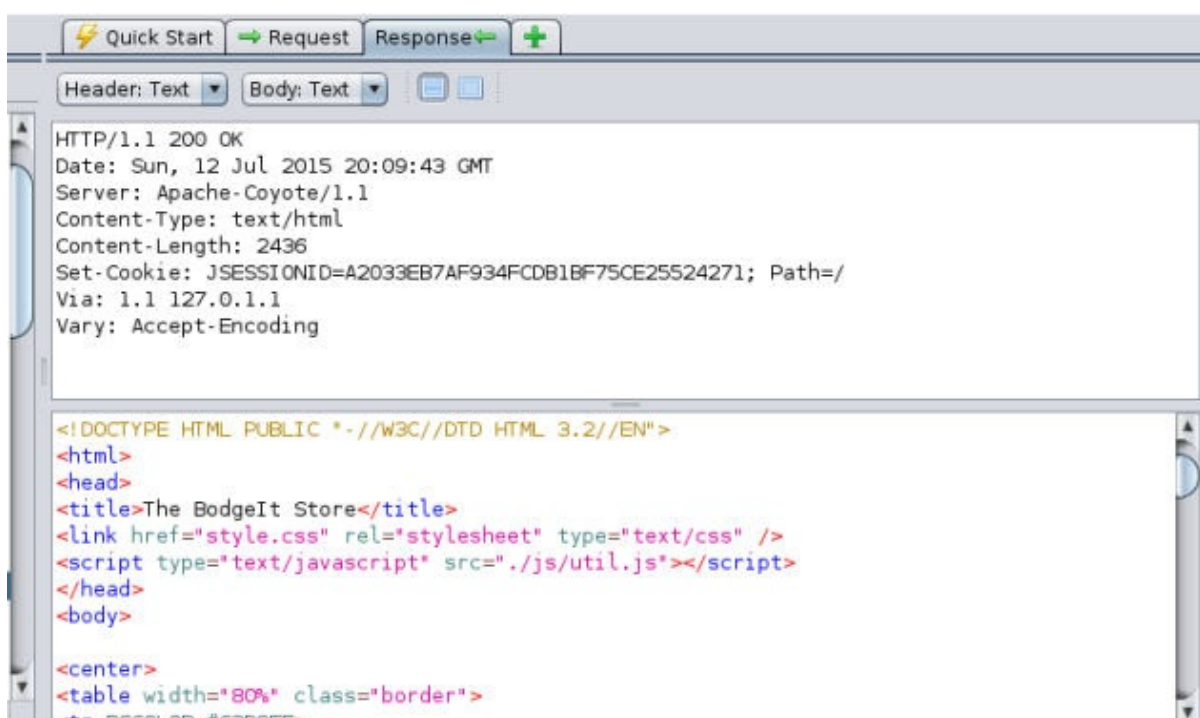 Quick Start Request Response
Header: Text Body: Text
HTTP/1.1 200 OK
Date: Sun, 12 Jul 2015 20:09:43 GMT
Server: Apache-Coyote/1.1
Content-Type: text/html
Content-Length: 2436
Set-Cookie: JSESSIONID=A2033EB7AF934FCDB1BF75CE25524271; Path=/
Via: 1.1 127.0.1.1
Vary: Accept-Encoding
<!DOCTYPE HTML PUBLIC "-//W3C//DTD HTML 3.2//EN">
<html>
<head>
<title>The BodgeIt Store</title>
<link href="style.css" rel="stylesheet" type="text/css" />
<script type="text/javascript" src="./js/util.js"></script>
</head>
<body>
<center>
<table width="80%" class="border">